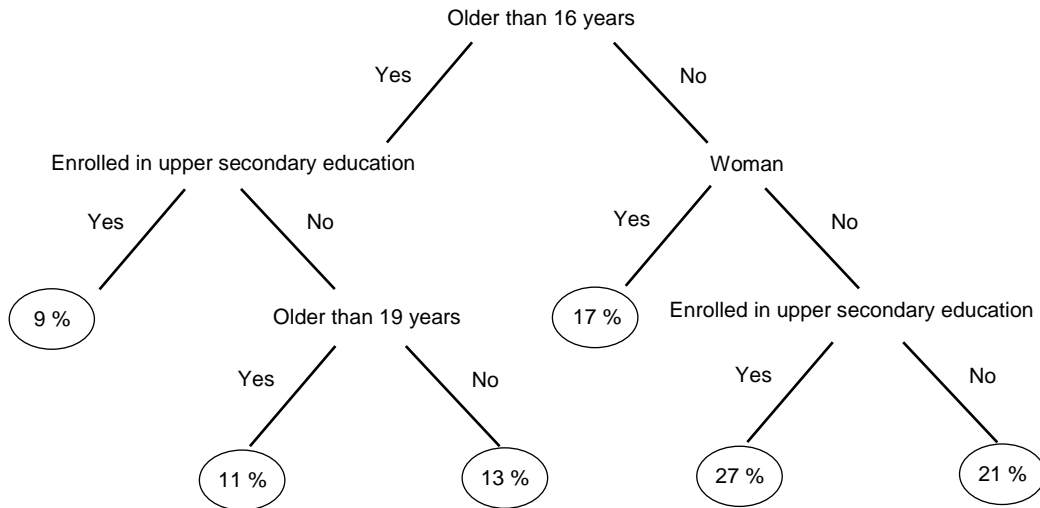 Older than 16 years
Yes
No
Enrolled in upper secondary education
Woman
Yes
No
Yes
No
9 %
Older than 19 years
17 %
Enrolled in upper secondary education
Yes
No
Yes
No
11 %
13 %
27 %
21 %